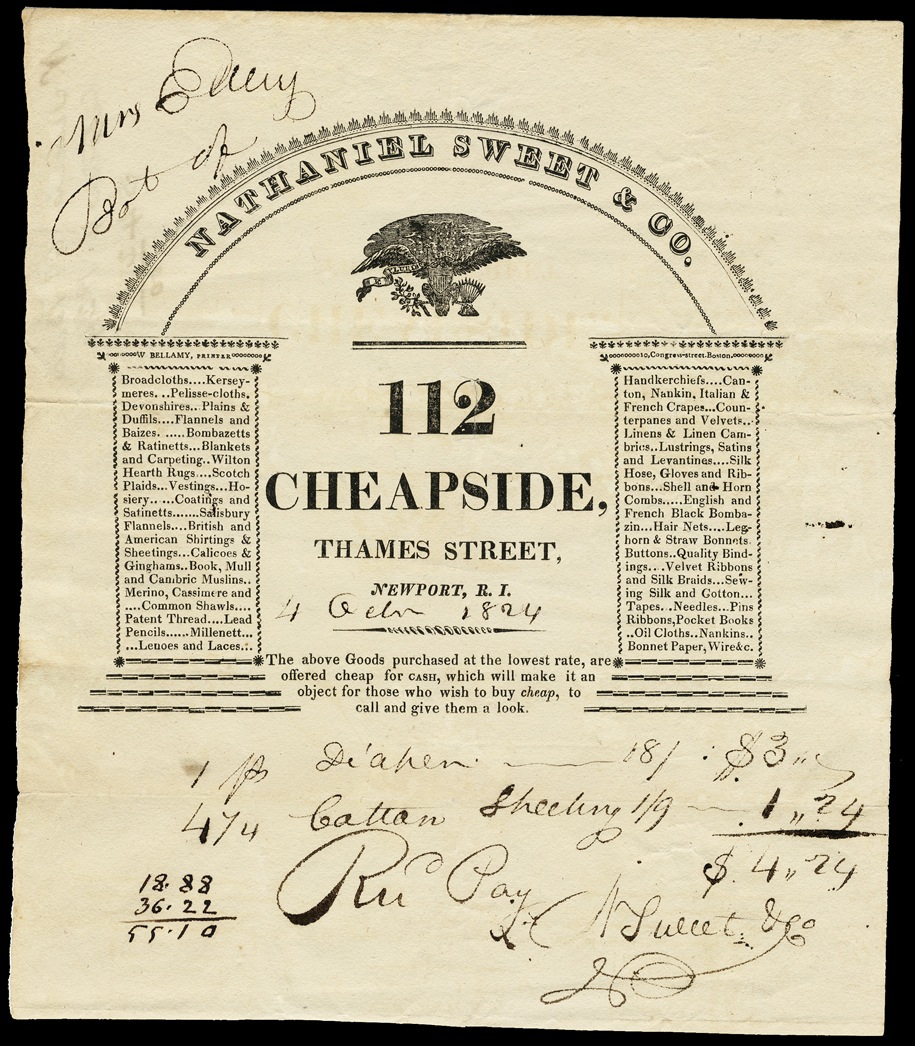 Mrs Ellery
Bot of
NATHANIEL SWEET & CO.
W BELLAMY, PRINTER
Broadcloths....Kersey-
meres. ..Pelisse-cloths.
Devonshires.. Plains &
Duffils....Flannels and
Baizes. .....Bombazetts
& Ratinetts...Blankets
and Carpeting..Wilton
Hearth Rugs....Scotch
Plaids...Vestings...Ho-
siery.. ...Coatings and
Satinetts.......Salisbury
Flannels....British and
American Shirtings &
Sheetings...Calicoes &
Ginghams..Book, Mull
and Cambric Muslins..
Merino, Cassimere and
....Common Shawls....
Patent Thread....Lead
Pencils......Millenett...
...Lenoes and Laces.:.
112
CHEAPSIDE,
THAMES STREET,
NEWPORT, R. I.
4 Octr 1824
10, Congress-street-Boston.
Handkerchiefs....Can-
ton, Nankin, Italian &
French Crapes...Coun-
terpanes and Velvets..
Linens & Linen Cam-
brics..Lustrings, Satins
and Levantines....Silk
Hose, Gloves and Rib-
bons...Shell and Horn
Combs.....English and
French Black Bomba-
zin...Hair Nets....Leg-
horn & Straw Bonnets.
Buttons..Quality Bind-
ings....Velvet Ribbons
and Silk Braids...Sew-
ing Silk and Gotton...
Tapes. .Needles...Pins
Ribbons,Pocket Books
..Oil Cloths..Nankins..
Bonnet Paper,Wire&c.
The above Goods purchased at the lowest rate, are
offered cheap for CASH, which will make it an
object for those who wish to buy cheap, to
call and give them a look.
1 ps Diaper 18/ $3 "
4 7/4 Cotton Sheeting 1/9 1 " 24
$ 4 " 24
Recd Pay
N Sweet & Co
18.88
36.22
55.10